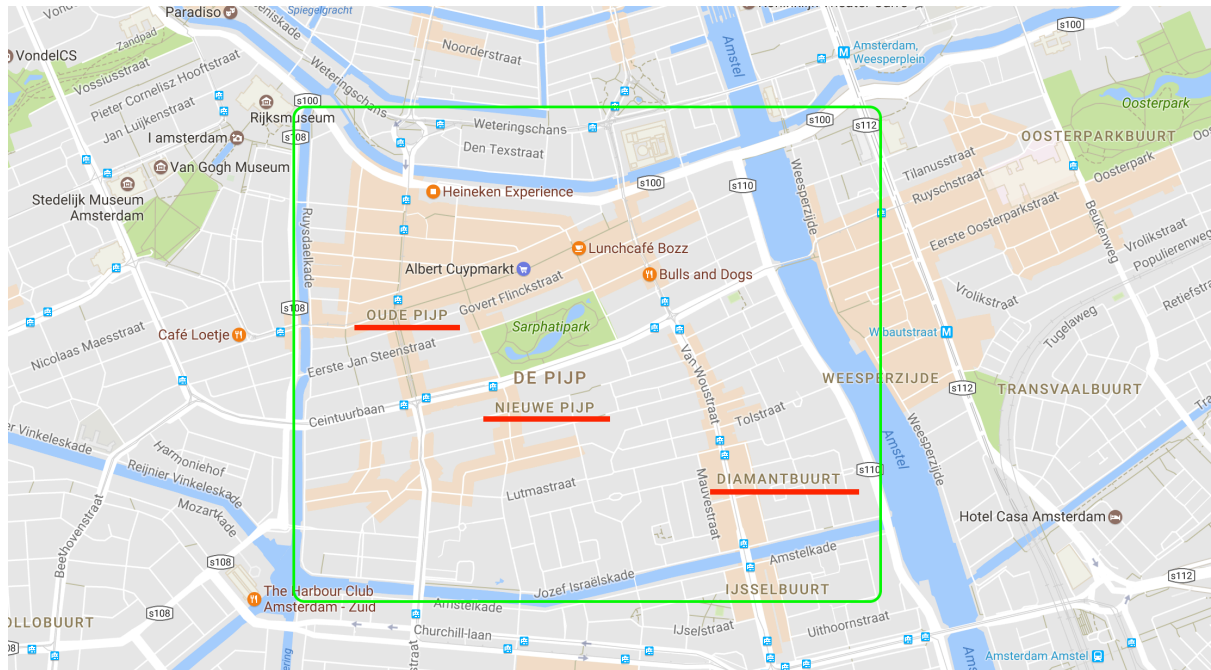 Paradiso
Spiegelgracht
s100
VondelCS
Zandpad
Vossiusstraat
Noorderstraat
Amstel
Amsterdam,
Weesperplein
Pieter Cornelisz Hooftstraat
Weteringschans
Jan Luijkenstraat
Rijksmuseum
s100
s108
Weteringschans
s100
s112
Oosterpark
I amsterdam
Den Texstraat
OOSTERPARKBUURT
Van Gogh Museum
Tilanusstraat
Oosterpark
Stedelijk Museum
Amsterdam
Heineken Experience
s100
s110
Weesperzijde
Ruyschstraat
Eerste Oosterparkstraat
Beukenweg
Ruysdaelkade
Lunchcafé Bozz
Vrolikstraat
Populierenweg
Albert Cuypmarkt
Bulls and Dogs
Govert Flinckstraat
Vrolikstraat
Retiefstra
s108
OUDE PIJP
Sarphatipark
Tugelaweg
Café Loetje
Wibautstraat
Nicolaas Maesstraat
Eerste Jan Steenstraat
Van Woustraat
DE PIJP
WEESPERZIJDE
s112
TRANSVAALBUURT
NIEUWE PIJP
Ceintuurbaan
Tolstraat
Weesperzijde
Harmoniehof
Reijnier Vinkeleskade
Amstel
s110
DIAMANTBUURT
Lutmastraat
Mauvestraat
Mozartkade
Beethovenstraat
Hotel Casa Amsterdam
Amstelkade
s108
Jozef Israëlskade
s112
The Harbour Club
Amsterdam - Zuid
IJSSELBUURT
Amstelkade
s108
OLLOBUURT
Churchill-laan
IJselstraat
Uithoornstraat
Amsterdam Amstel